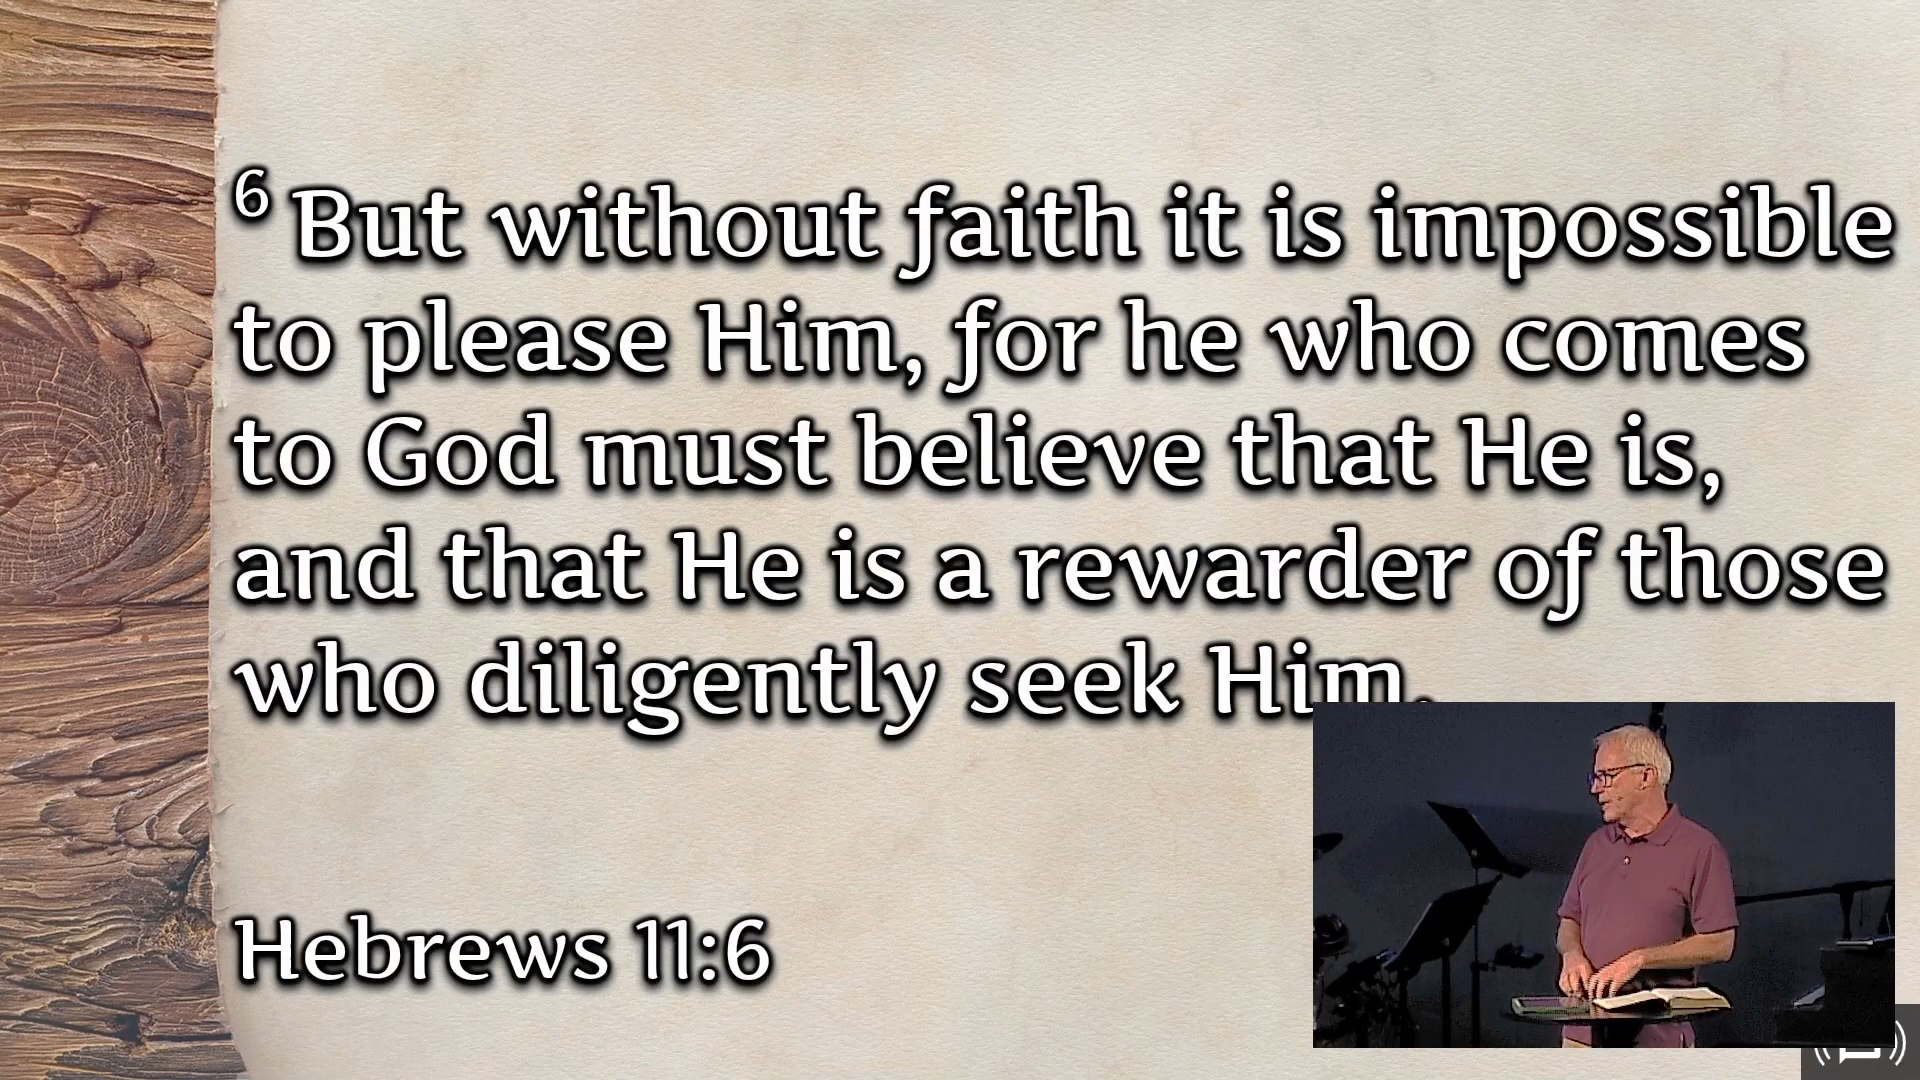 6 But without faith it is impossible
to please Him, for he who comes
to God must believe that He is,
and that He is a rewarder of those
who diligently seek Him.
Hebrews 11:6